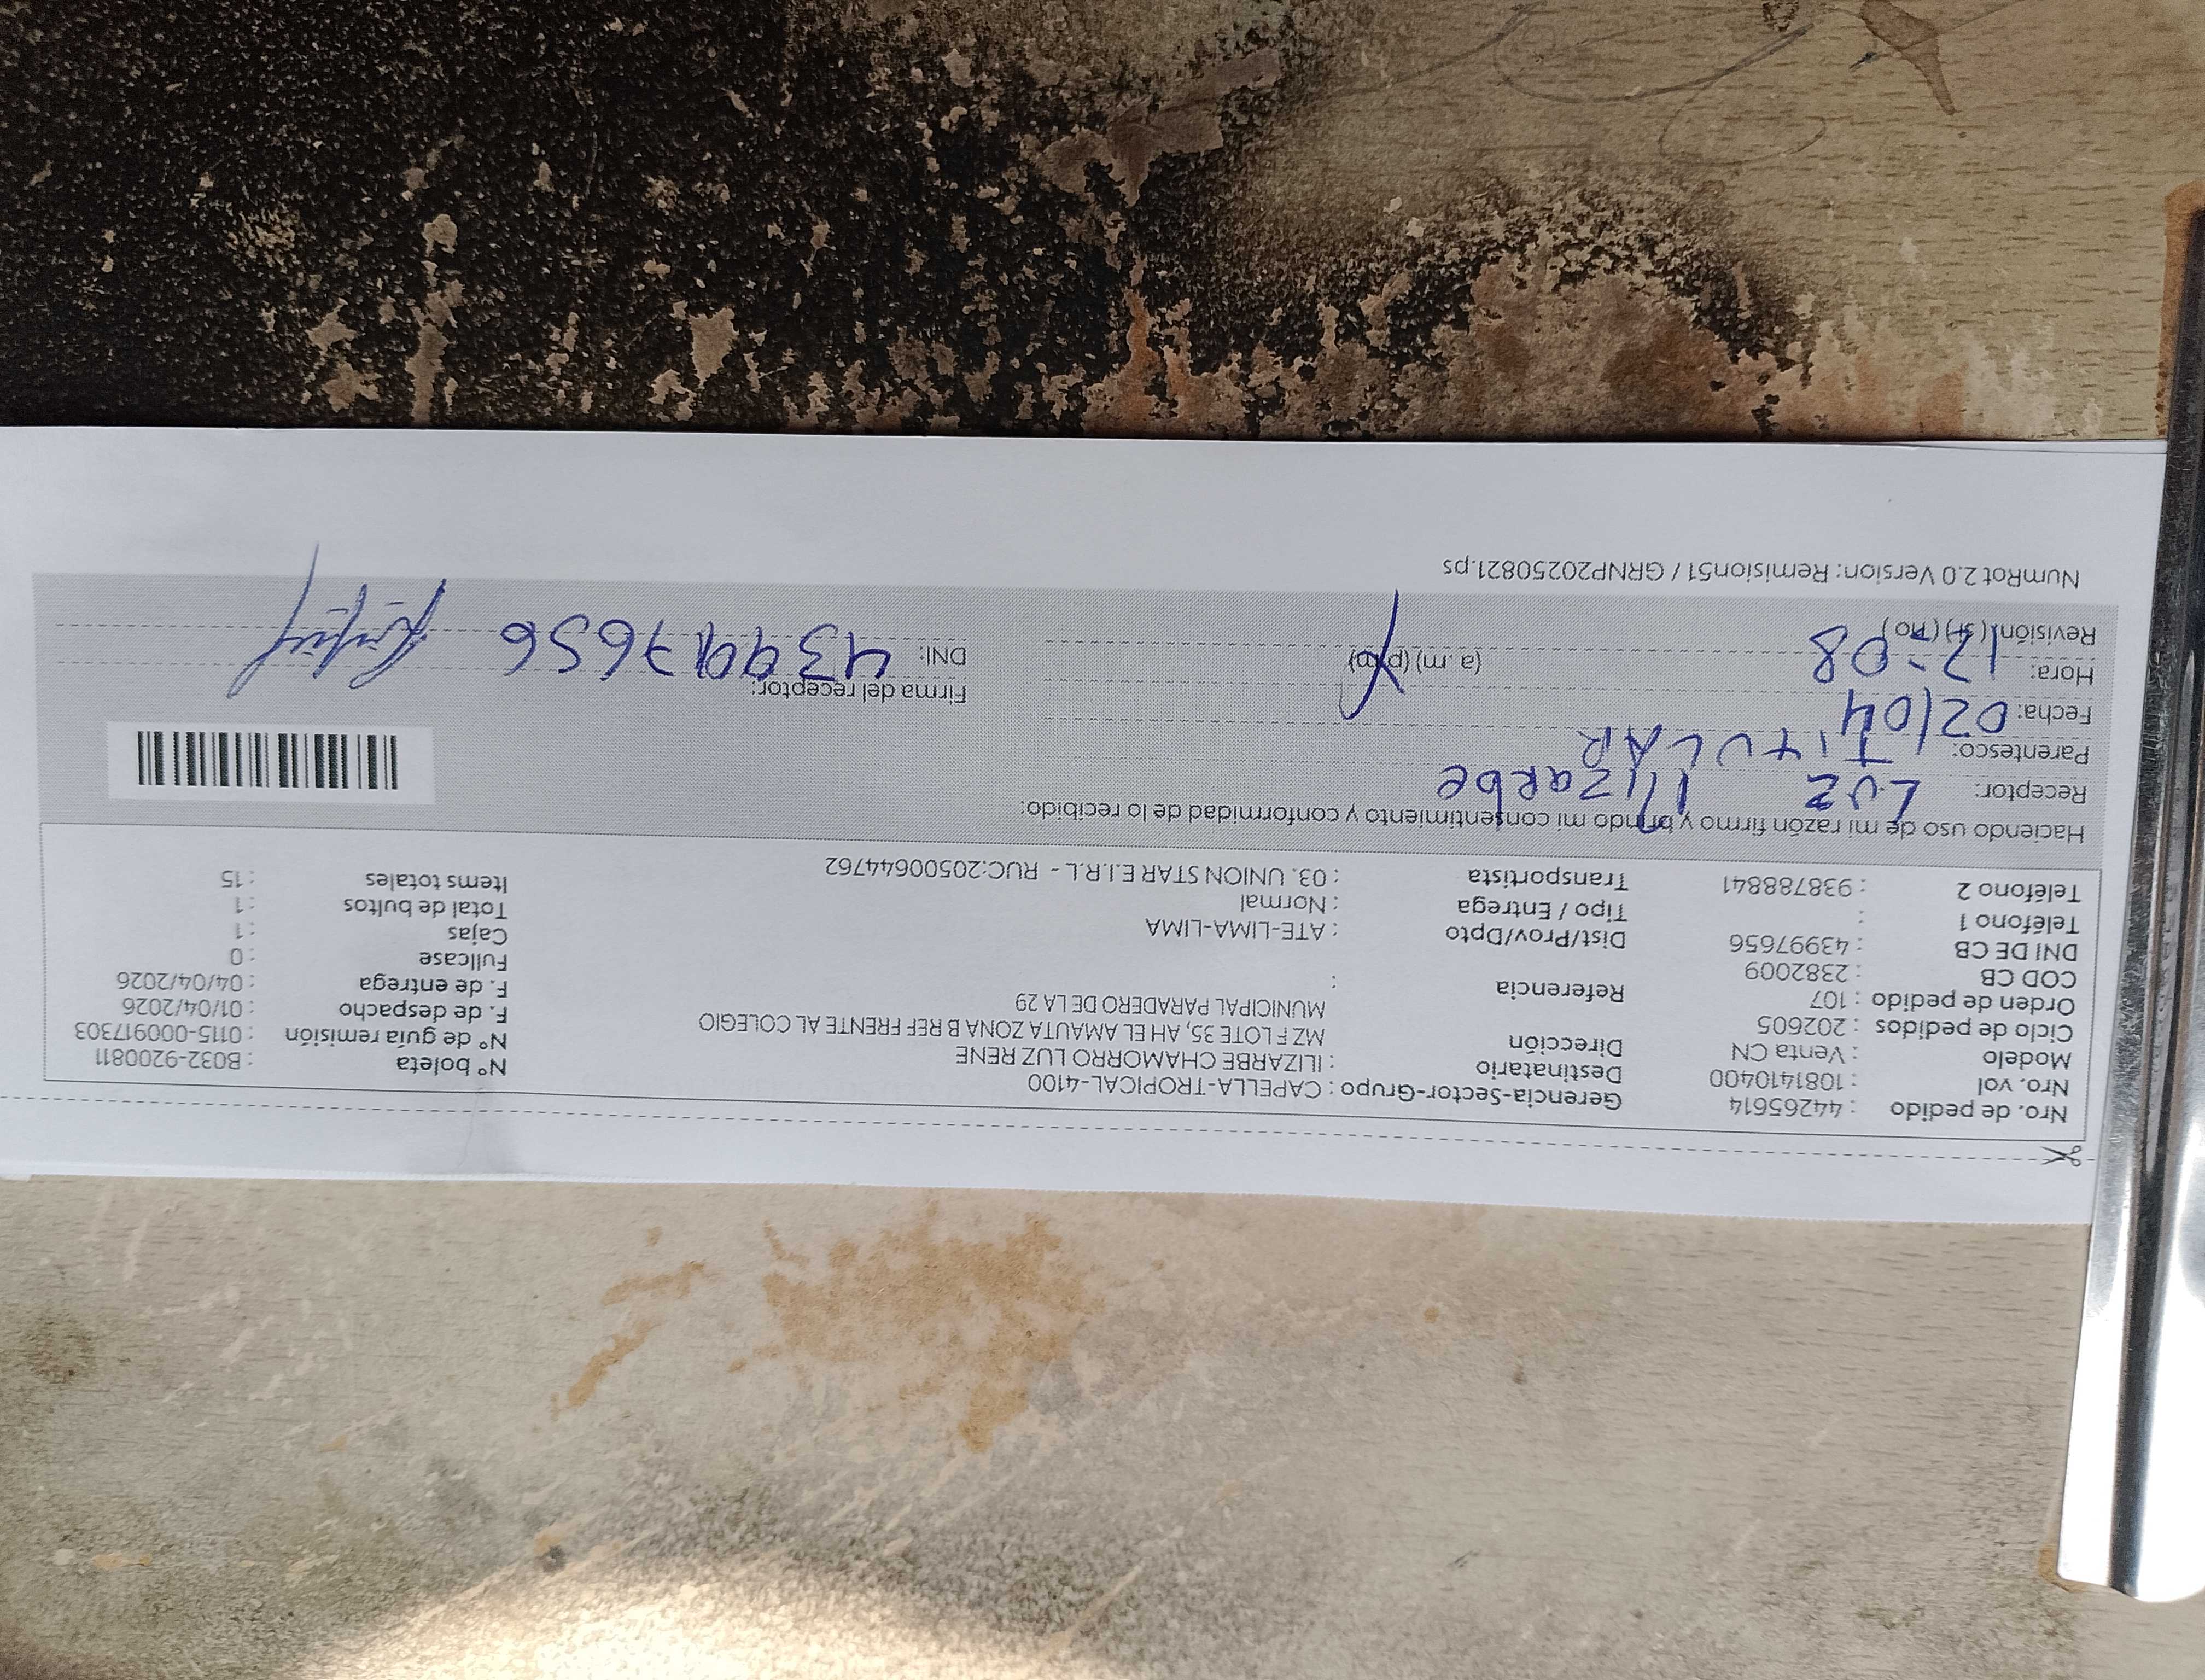 Nro. de pedido : 44265614
Nro. vol : 10814104000
Modelo : Venta CN
Ciclo de pedidos : 202605
Orden de pedido : 107
COD CB : 2382009
DNI DE CB : 43997656
Teléfono 1 :
Teléfono 2 : 938788841
Gerencia-Sector-Grupo : CAPELLA-TROPICAL-4100
Destinatario : ILIZARBE CHAMORRO LUZ RENE
Dirección MZ F LOTE 35, AH EL AMAUTA ZONA B REF FRENTE AL COLEGIO
MUNICIPAL PARADERO DE LA 29
Referencia :
Dist/Prov/Dpto : ATE-LIMA-LIMA
Tipo / Entrega : Normal
Transportista : 03. UNION STAR E.I.R.L - RUC:20500644762
N° boleta : B032-9200811
N° de guía remisión : 0115-000917303
F. de despacho : 01/04/2026
F. de entrega : 04/04/2026
Fullcase : 0
Cajas : 1
Total de bultos : 1
Items totales : 15
Haciendo uso de mi razón firmo y brindo mi consentimiento y conformidad de lo recibido:
Receptor: Luz Ilizarbe
Parentesco: TiTULAR
Fecha: 02/04
Hora: 12:08 (a.m) (p.m)
Revisión (si) (no)
Firma del receptor:
DNI: 43997656
NumRot 2.0 Version: Remision51 / GRNP20250821.ps